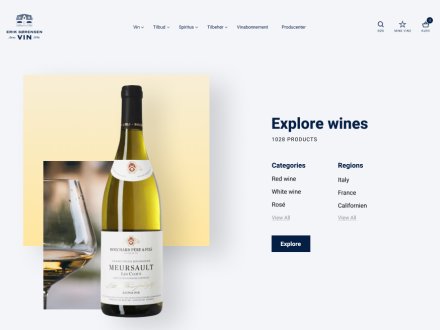 ERIK SØRENSEN
VIN
Vin
Tilbud
Spiritus
Tilbehør
Vinabonnement
Producenter
SØG
MINE VINE
KURV
Explore wines
1028 PRODUCTS
Categories
Regions
Red wine
Italy
White wine
France
Rosé
Californien
View All
View All
Explore
BOUCHARD PÈRE & FILS
MEURSAULT
LES CLOUS
DOMAINE